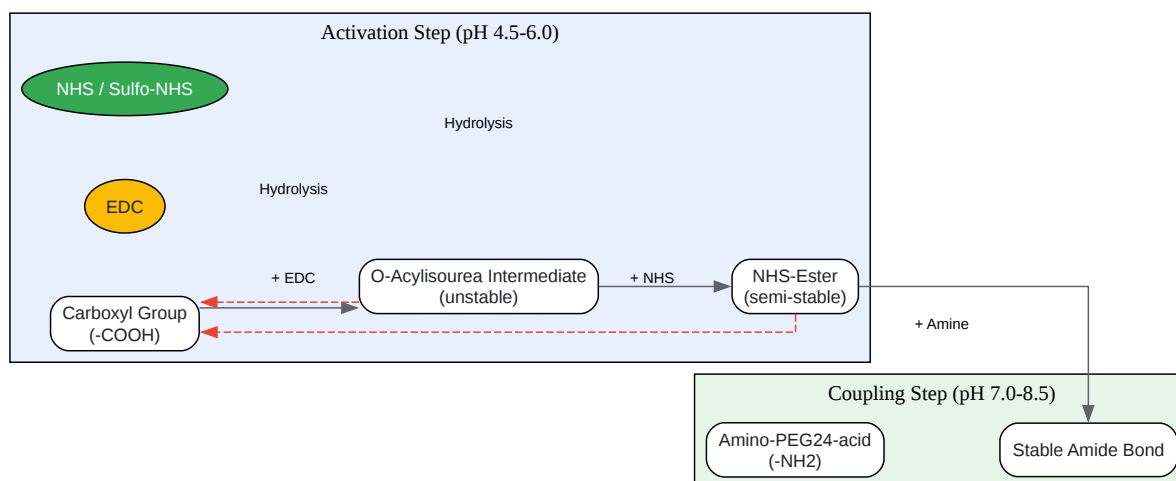 Activation Step (pH 4.5-6.0)
NHS / Sulfo-NHS
Hydrolysis
Hydrolysis
EDC
+ EDC
O-Acylisourea Intermediate
(unstable)
+ NHS
NHS-Ester
(semi-stable)
Carboxyl Group
(-COOH)
+ Amine
Coupling Step (pH 7.0-8.5)
Amino-PEG24-acid
(-NH2)
Stable Amide Bond